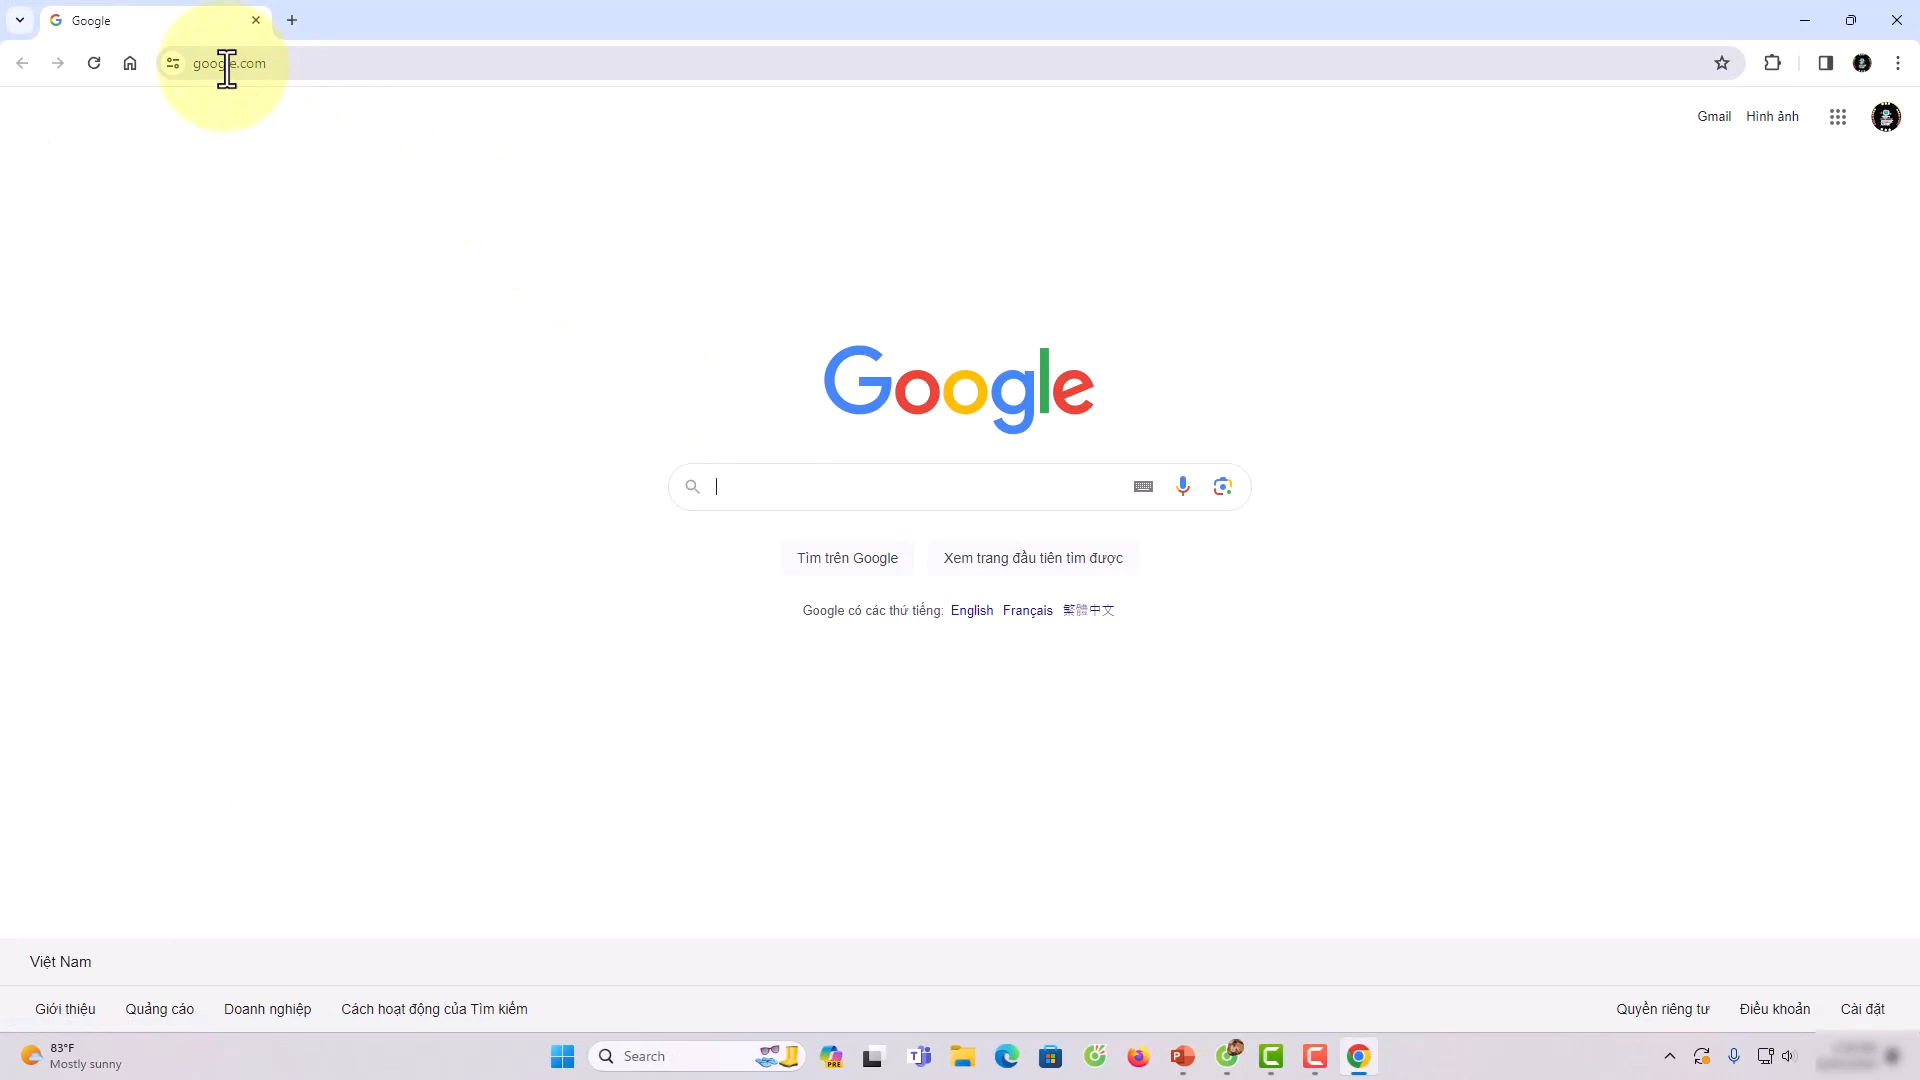 Google
google.com
Gmail Hình ảnh
Google
Tìm trên Google Xem trang đầu tiên tìm được
Google có các thứ tiếng: English Français 繁體中文
Việt Nam
Giới thiệu Quảng cáo Doanh nghiệp Cách hoạt động của Tìm kiếm Quyền riêng tư Điều khoản Cài đặt
83°F
Mostly sunny
Search
PRE